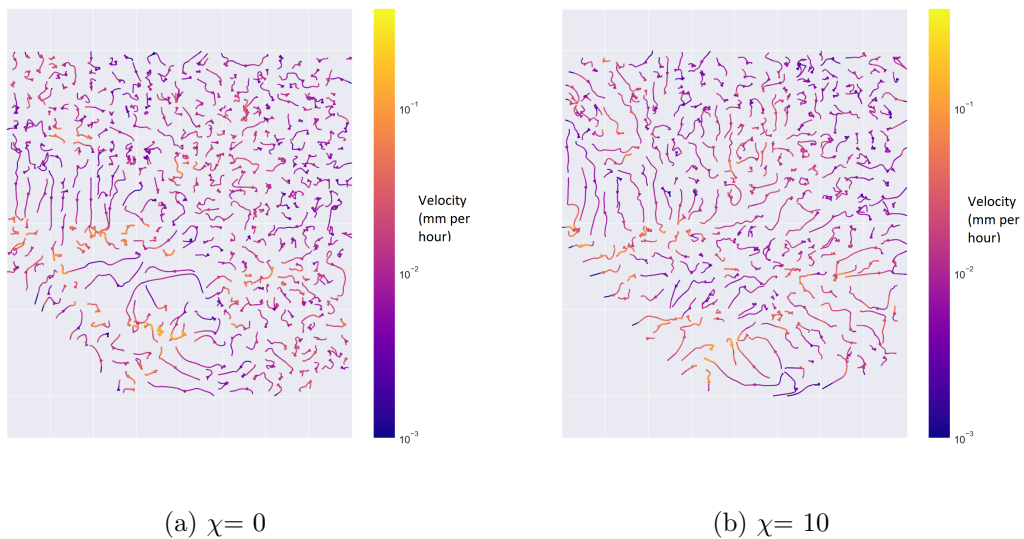 10⁻¹
Velocity
(mm per
hour)
10⁻²
10⁻³
10⁻¹
Velocity
(mm per
hour)
10⁻²
10⁻³
(a) χ= 0
(b) χ= 10